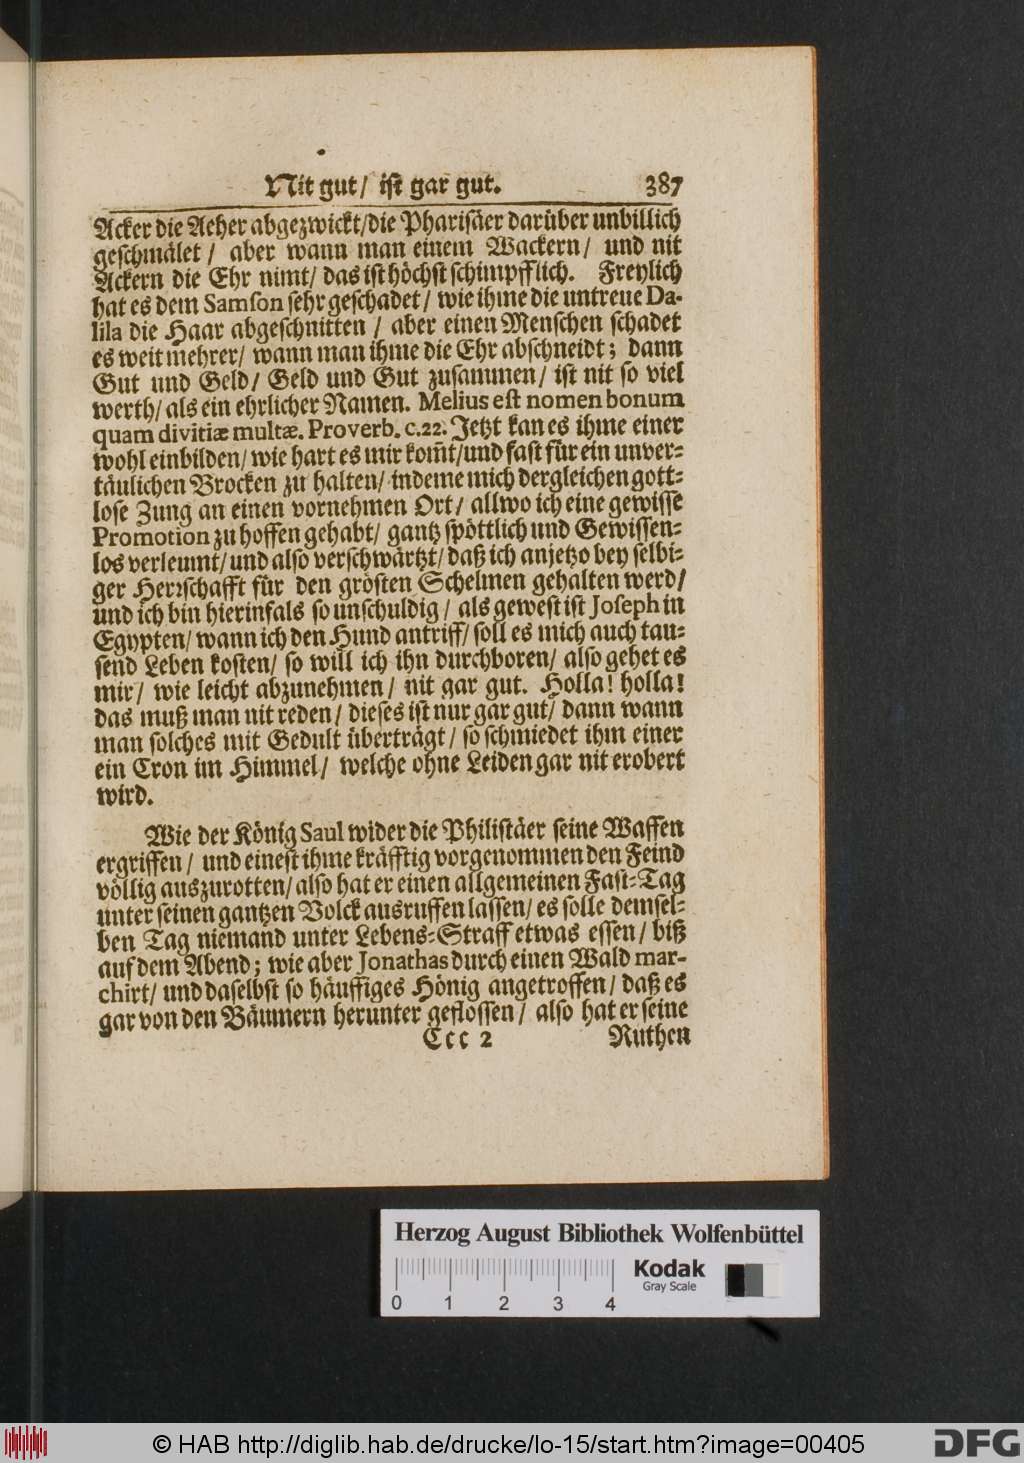 Nit gut/ ist gar gut. 387
Acker die Aeher abgezwickt/die Pharisäer darüber unbillich
geschmälet/ aber wann man einem Wackern/ und nit
Ackern die Ehr nimt/ das ist höchst schimpfflich. Freylich
hat es dem Samson sehr geschadet/ wie ihme die untreue Da-
lila die Haar abgeschnitten/ aber einen Menschen schadet
es weit mehrer/ wann man ihme die Ehr abschneidt; dann
Gut und Geld/ Geld und Gut zusammen/ ist nit so viel
werth/ als ein ehrlicher Namen. Melius est nomen bonum
quam divitiæ multæ. Proverb. c.22. Jetzt kan es ihme einer
wohl einbilden/ wie hart es mir kom̃t/und fast für ein unver-
täulichen Brocken zu halten/ indeme mich dergleichen gott-
lose Zung an einen vornehmen Ort/ allwo ich eine gewisse
Promotion zu hoffen gehabt/ gantz spöttlich und Gewissen-
los verleumt/ und also verschwärtzt/ daß ich anjetzo bey selbi-
ger Herrschafft für den grösten Schelmen gehalten werd/
und ich bin hierinfals so unschuldig/ als gewest ist Joseph in
Egypten/ wann ich den Hund antriff/ soll es mich auch tau-
send Leben kosten/ so will ich ihn durchboren/ also gehet es
mir/ wie leicht abzunehmen/ nit gar gut. Holla! holla!
das muß man nit reden/ dieses ist nur gar gut/ dann wann
man solches mit Gedult überträgt/ so schmiedet ihm einer
ein Cron im Himmel/ welche ohne Leiden gar nit erobert
wird.
Wie der König Saul wider die Philistäer seine Waffen
ergriffen/ und einest ihme kräfftig vorgenommen den Feind
völlig auszurotten/ also hat er einen allgemeinen Fast-Tag
unter seinen gantzen Volck ausruffen lassen/ es solle demsel-
ben Tag niemand unter Lebens-Straff etwas essen/ biß
auf dem Abend; wie aber Jonathas durch einen Wald mar-
chirt/ und daselbst so häuffiges Hönig angetroffen/ daß es
gar von den Bäumern herunter geflossen/ also hat er seine
Ccc 2 Ruthen
Herzog August Bibliothek Wolfenbüttel
Kodak
Gray Scale
0 1 2 3 4
© HAB http://diglib.hab.de/drucke/lo-15/start.htm?image=00405
DFG